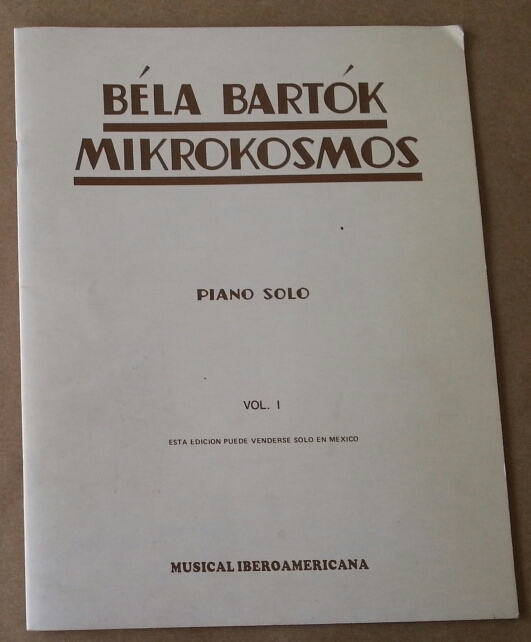 BÉLA BARTÓK
MIKROKOSMOS
PIANO SOLO
VOL. I
ESTA EDICION PUEDE VENDERSE SOLO EN MEXICO
MUSICAL IBEROAMERICANA